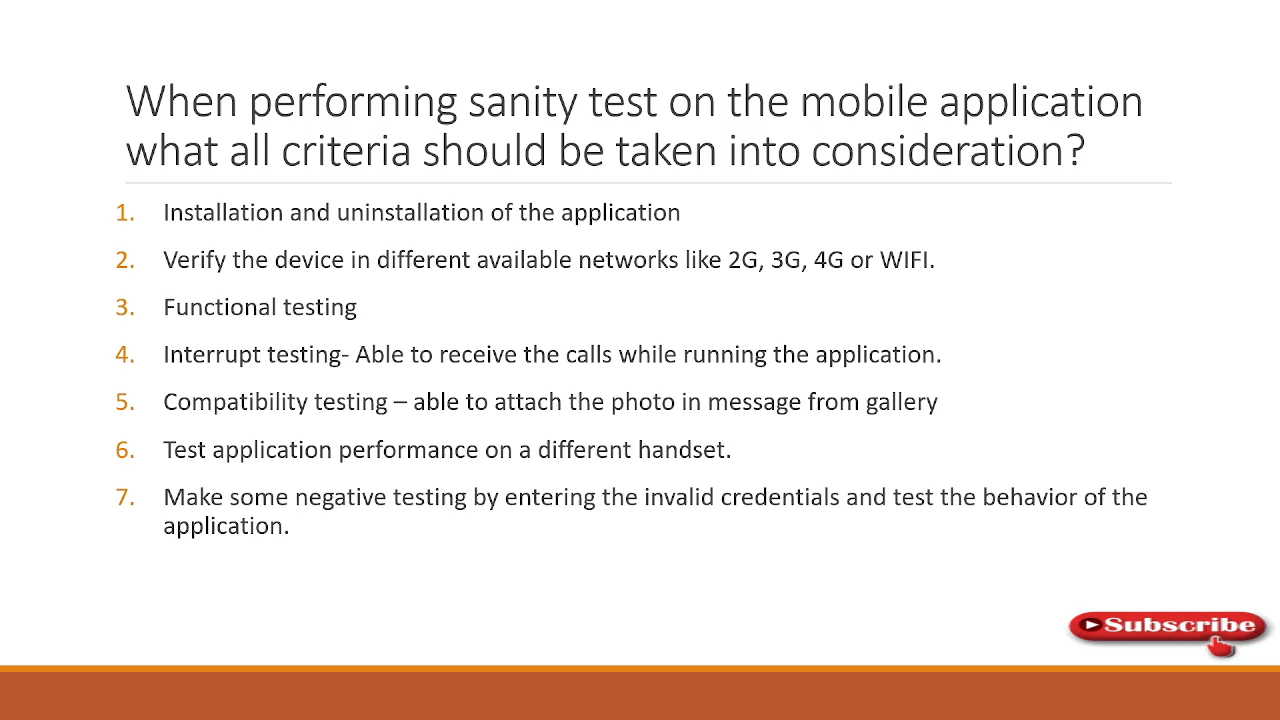 When performing sanity test on the mobile application
what all criteria should be taken into consideration?
1. Installation and uninstallation of the application
2. Verify the device in different available networks like 2G, 3G, 4G or WIFI.
3. Functional testing
4. Interrupt testing- Able to receive the calls while running the application.
5. Compatibility testing – able to attach the photo in message from gallery
6. Test application performance on a different handset.
7. Make some negative testing by entering the invalid credentials and test the behavior of the
application.
Subscribe